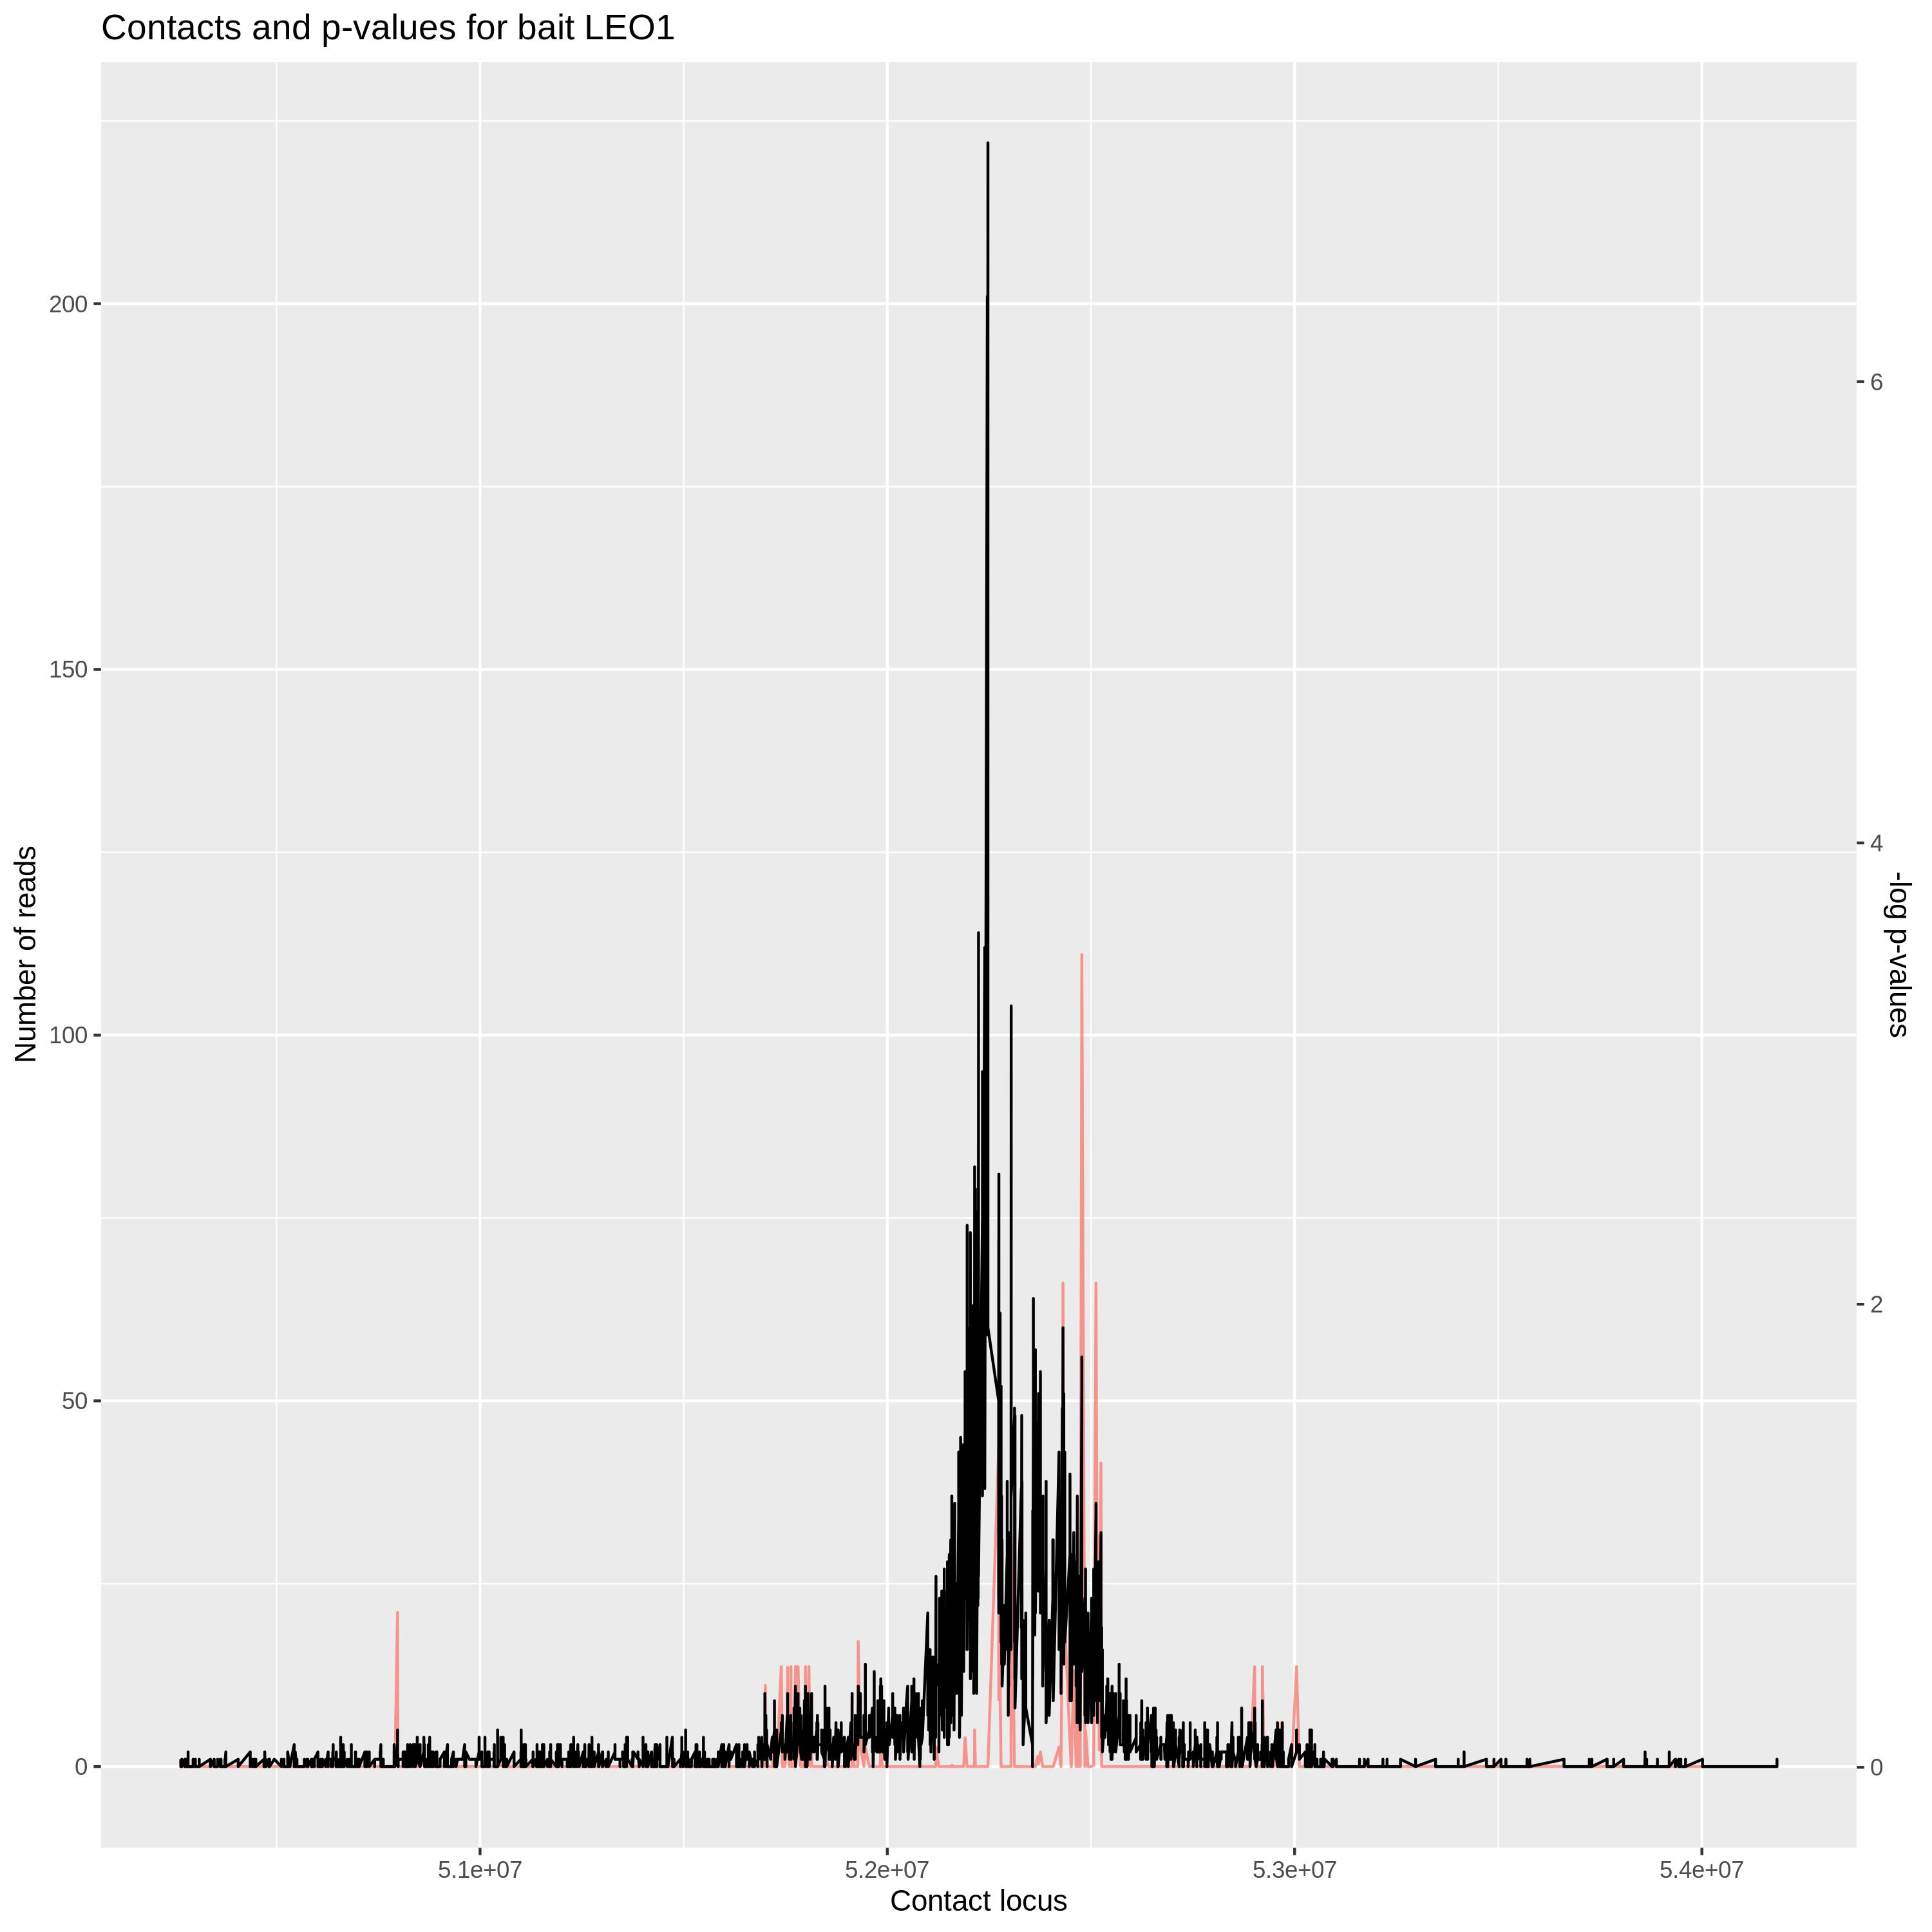 Contacts and p-values for bait LEO1
200
150
100
50
0
Number of reads
6
4
2
0
-log p-values
5.1e+07
5.2e+07
5.3e+07
5.4e+07
Contact locus